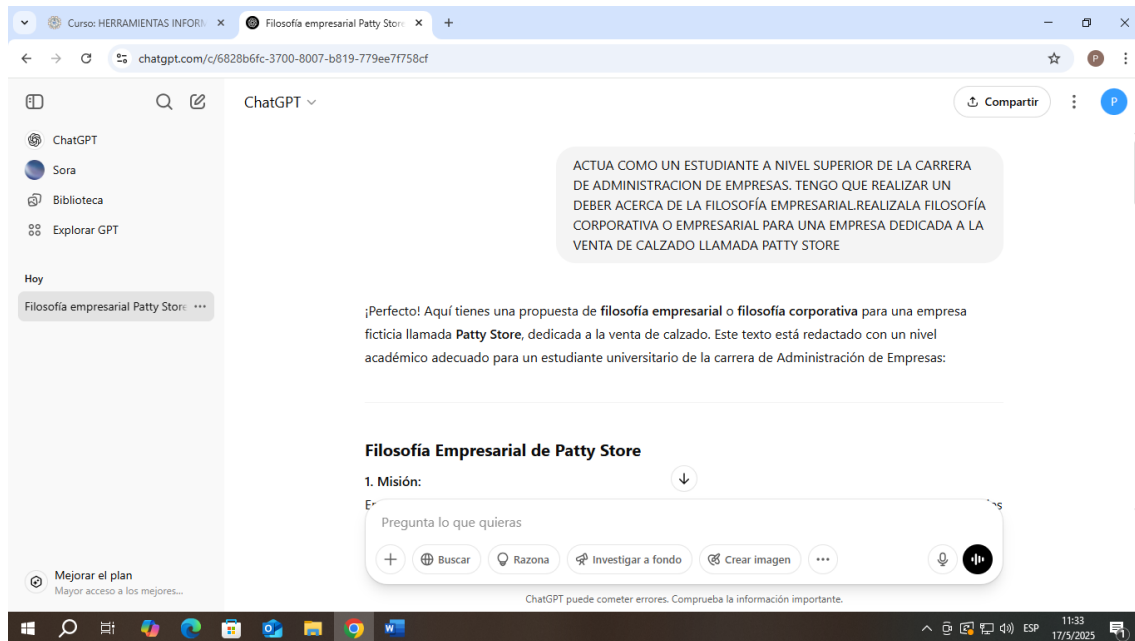 Curso: HERRAMIENTAS INFORM
Filosofía empresarial Patty Store
chatgpt.com/c/6828b6fc-3700-8007-b819-779ee7f758cf
P
ChatGPT
Compartir
P
ChatGPT
Sora
Biblioteca
Explorar GPT
Hoy
Filosofía empresarial Patty Store
ACTUA COMO UN ESTUDIANTE A NIVEL SUPERIOR DE LA CARRERA
DE ADMINISTRACION DE EMPRESAS. TENGO QUE REALIZAR UN
DEBER ACERCA DE LA FILOSOFÍA EMPRESARIAL.REALIZALA FILOSOFÍA
CORPORATIVA O EMPRESARIAL PARA UNA EMPRESA DEDICADA A LA
VENTA DE CALZADO LLAMADA PATTY STORE
¡Perfecto! Aquí tienes una propuesta de filosofía empresarial o filosofía corporativa para una empresa
ficticia llamada Patty Store, dedicada a la venta de calzado. Este texto está redactado con un nivel
académico adecuado para un estudiante universitario de la carrera de Administración de Empresas:
Filosofía Empresarial de Patty Store
1. Misión:
Pregunta lo que quieras
Buscar
Razona
Investigar a fondo
Crear imagen
Mejorar el plan
Mayor acceso a los mejores...
ChatGPT puede cometer errores. Comprueba la información importante.
ESP
11:33
17/5/2025
1